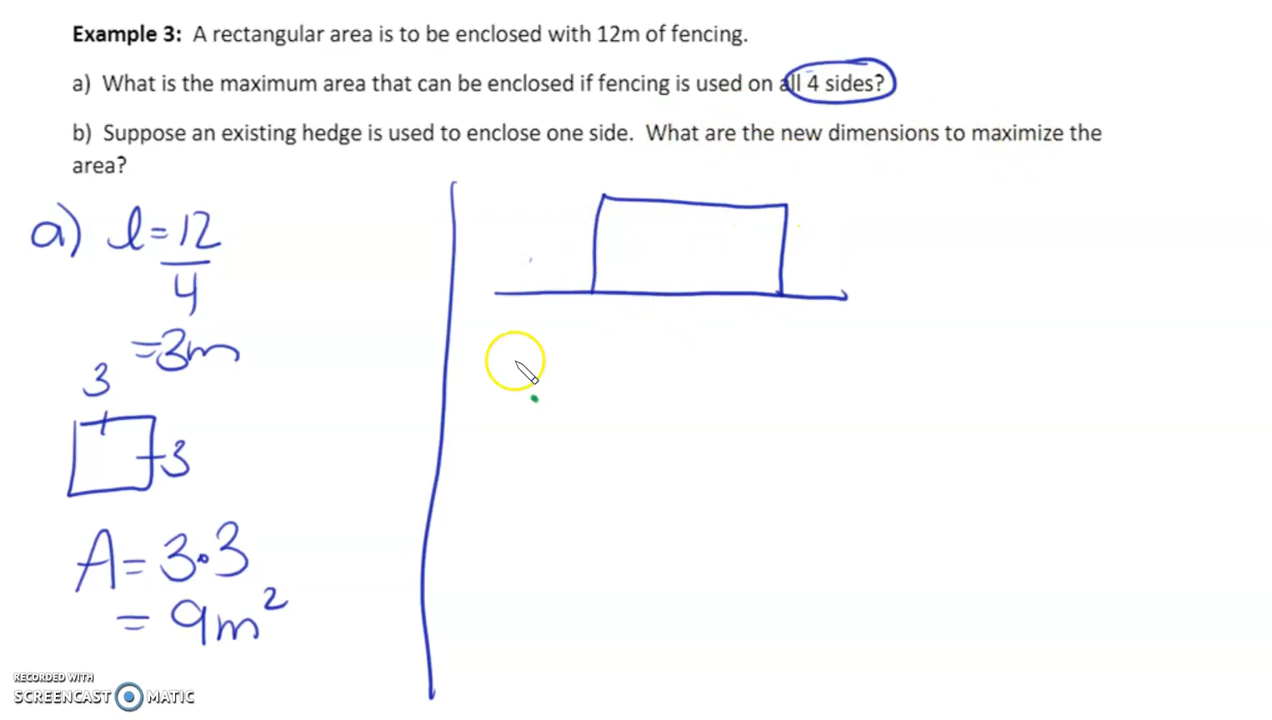 Example 3: A rectangular area is to be enclosed with 12m of fencing.
a) What is the maximum area that can be enclosed if fencing is used on all 4 sides?
b) Suppose an existing hedge is used to enclose one side. What are the new dimensions to maximize the
area?
a) l = 12
4
= 3m
3
3
A = 3·3
= 9m²
RECORDED WITH
SCREENCAST MATIC